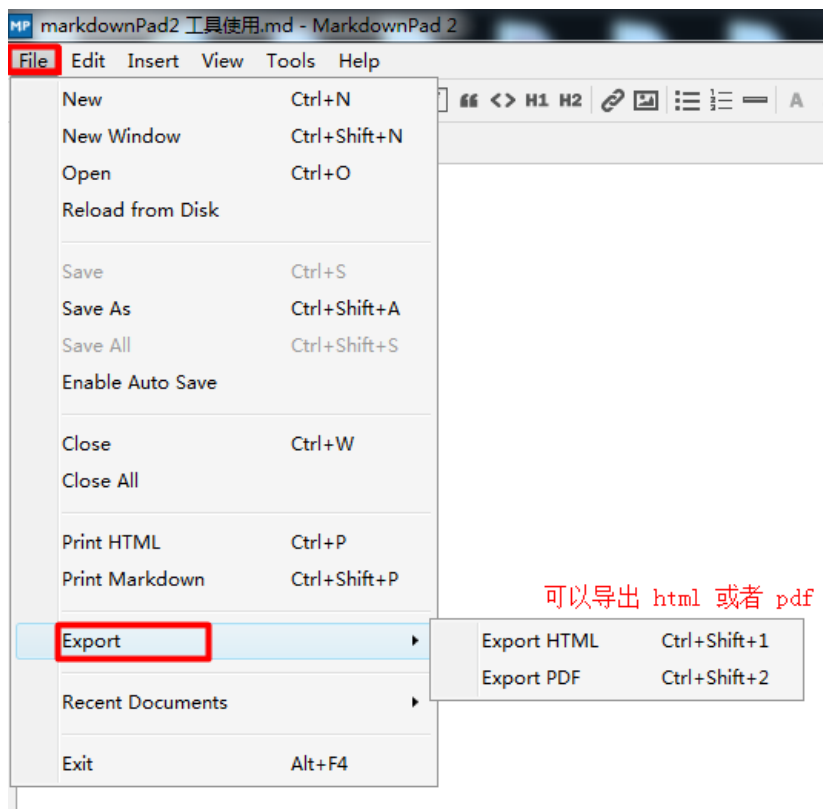 MP markdownPad2 工具使用.md - MarkdownPad 2
File Edit Insert View Tools Help
H1 H2 A
New Ctrl+N
New Window Ctrl+Shift+N
Open Ctrl+O
Reload from Disk
Save Ctrl+S
Save As Ctrl+Shift+A
Save All Ctrl+Shift+S
Enable Auto Save
Close Ctrl+W
Close All
Print HTML Ctrl+P
Print Markdown Ctrl+Shift+P
可以导出 html 或者 pdf
Export Export HTML Ctrl+Shift+1
Export PDF Ctrl+Shift+2
Recent Documents
Exit Alt+F4